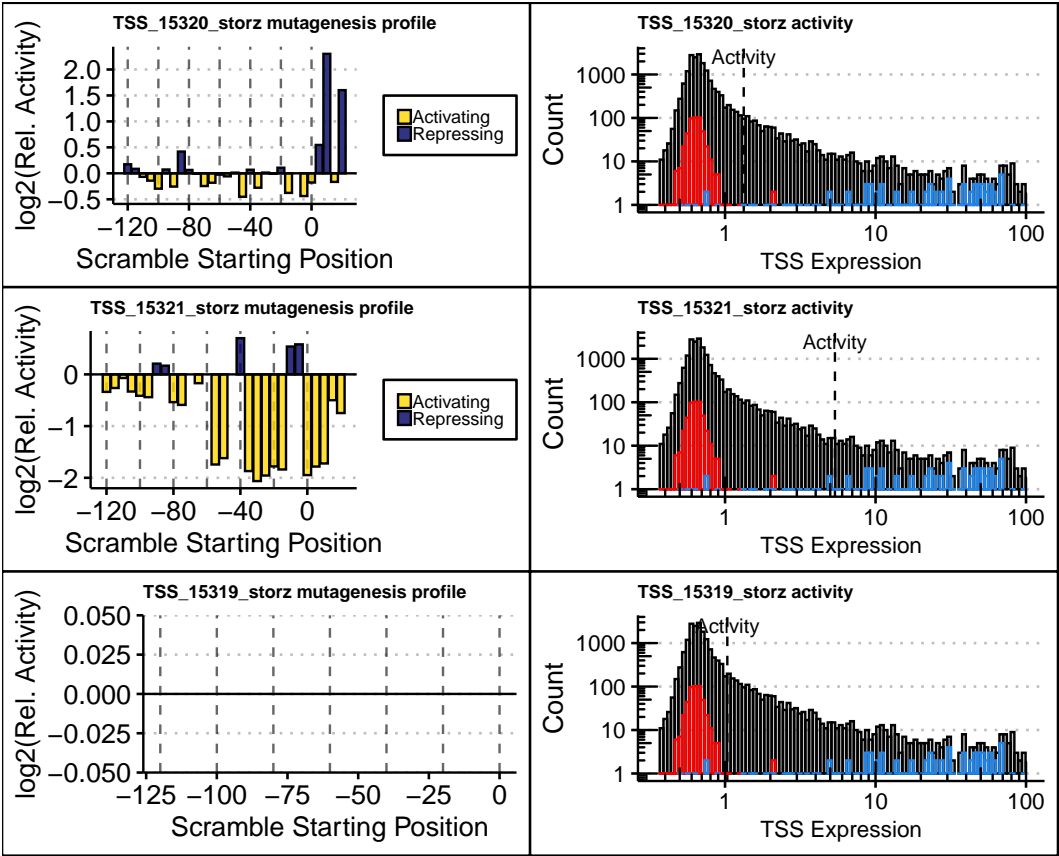 TSS_15320_storz mutagenesis profile
log2(Rel. Activity)
2.0
1.5
1.0
0.5
0.0
−0.5
−120 −80 −40 0
Scramble Starting Position
Activating
Repressing
TSS_15320_storz activity
Activity
Count
1000
100
10
1
1 10 100
TSS Expression
TSS_15321_storz mutagenesis profile
log2(Rel. Activity)
0
−1
−2
−120 −80 −40 0
Scramble Starting Position
Activating
Repressing
TSS_15321_storz activity
Activity
Count
1000
100
10
1
1 10 100
TSS Expression
TSS_15319_storz mutagenesis profile
log2(Rel. Activity)
0.050
0.025
0.000
−0.025
−0.050
−125 −100 −75 −50 −25 0
Scramble Starting Position
TSS_15319_storz activity
Activity
Count
1000
100
10
1
1 10 100
TSS Expression